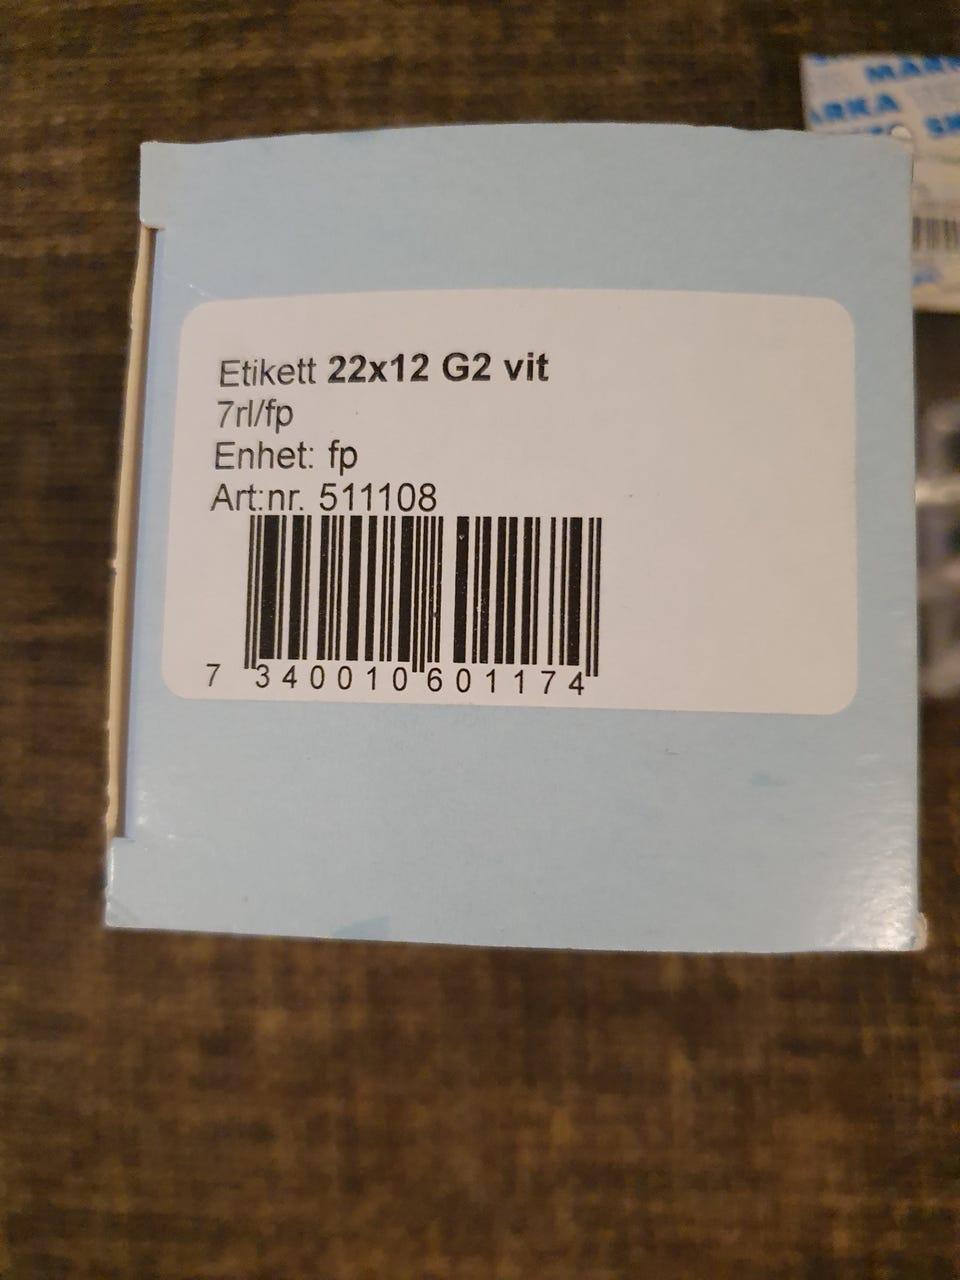 Etikett 22x12 G2 vit
7rl/fp
Enhet: fp
Art:nr. 511108
7 340010 601174